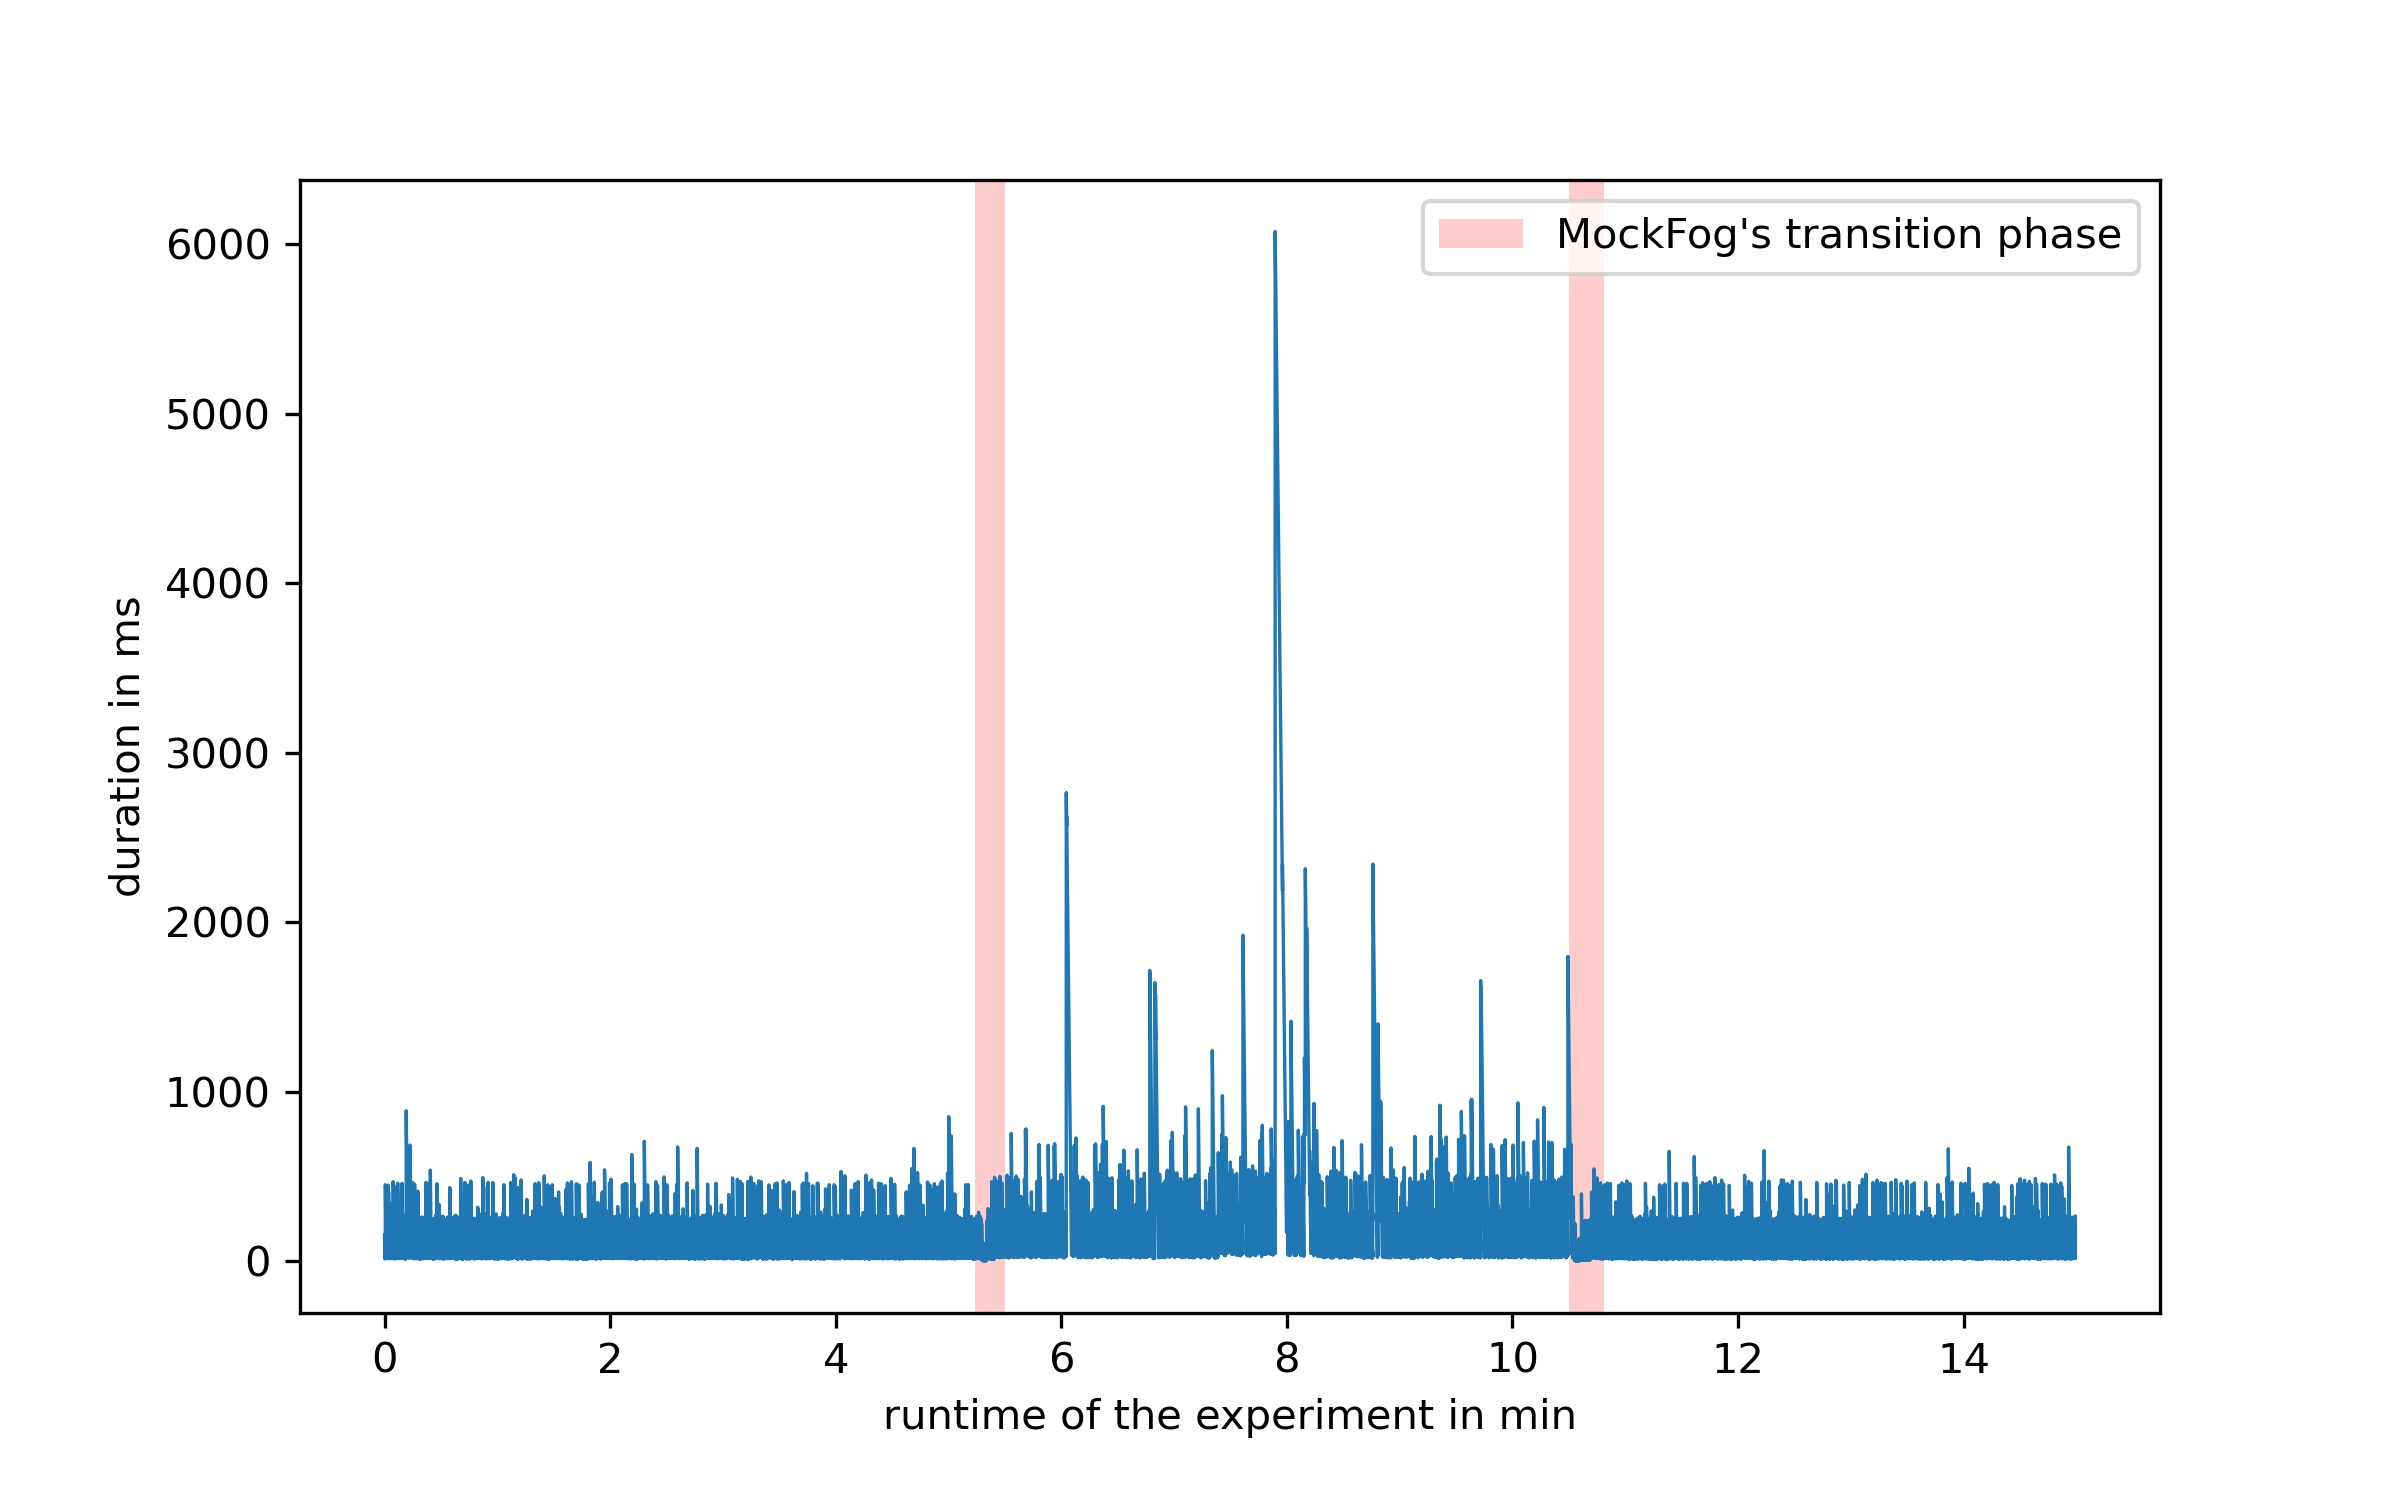 MockFog's transition phase
6000
5000
4000
3000
2000
1000
0
duration in ms
0 2 4 6 8 10 12 14
runtime of the experiment in min